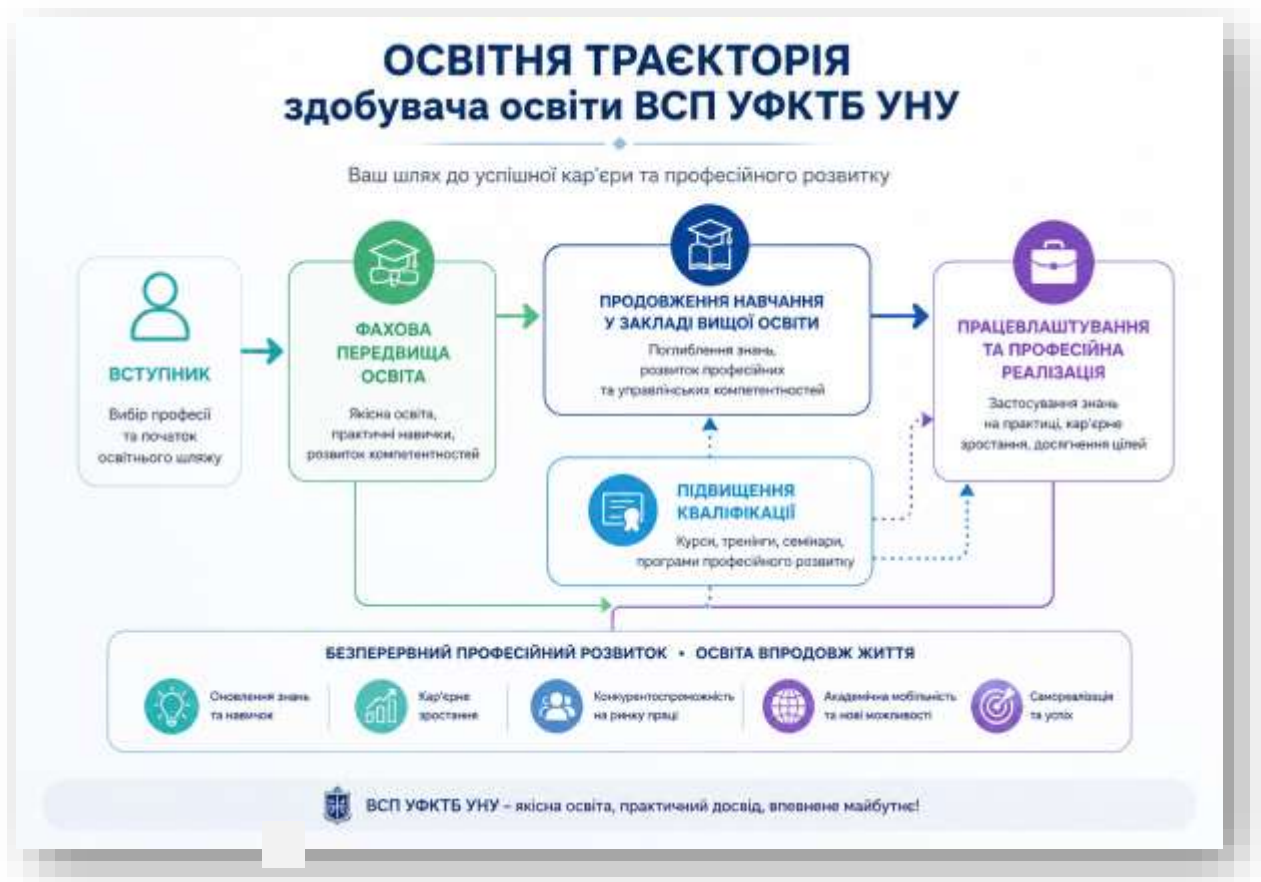 ОСВІТНЯ ТРАЄКТОРІЯ
здобувача освіти ВСП УФКТБ УНУ
Ваш шлях до успішної кар'єри та професійного розвитку
ВСТУПНИК
Вибір професії
та початок
освітнього шляжу
ФАХОВА
ПЕРЕДВИЩА
ОСВІТА
Якісна освіта,
практичні навички,
розвиток компетентностей
ПРОДОВЖЕННЯ НАВЧАННЯ
У ЗАКЛАДІ ВИЩОЇ ОСВІТИ
Поглиблення знань,
розвиток професійних
та управлінських компетентностей
ПРАЦЕВЛАШТУВАННЯ
ТА ПРОФЕСІЙНА
РЕАЛІЗАЦІЯ
Застосування знань
на практиці, кар'єрне
зростання, досягнення цілей
ПІДВИЩЕННЯ
КВАЛІФІКАЦІЇ
Курси, тренінги, семінари,
програми професійного розвитку
БЕЗПЕРЕРВНИЙ ПРОФЕСІЙНИЙ РОЗВИТОК • ОСВІТА ВПРОДОВЖ ЖИТТЯ
Оновлення знань
та навичок
Кар'єрне
зростання
Конкурентоспроможність
на ринку праці
Академічна мобільність
та нові можливості
Самореалізація
та успіх
ВСП УФКТБ УНУ – якісна освіта, практичний досвід, впевнене майбутнє!